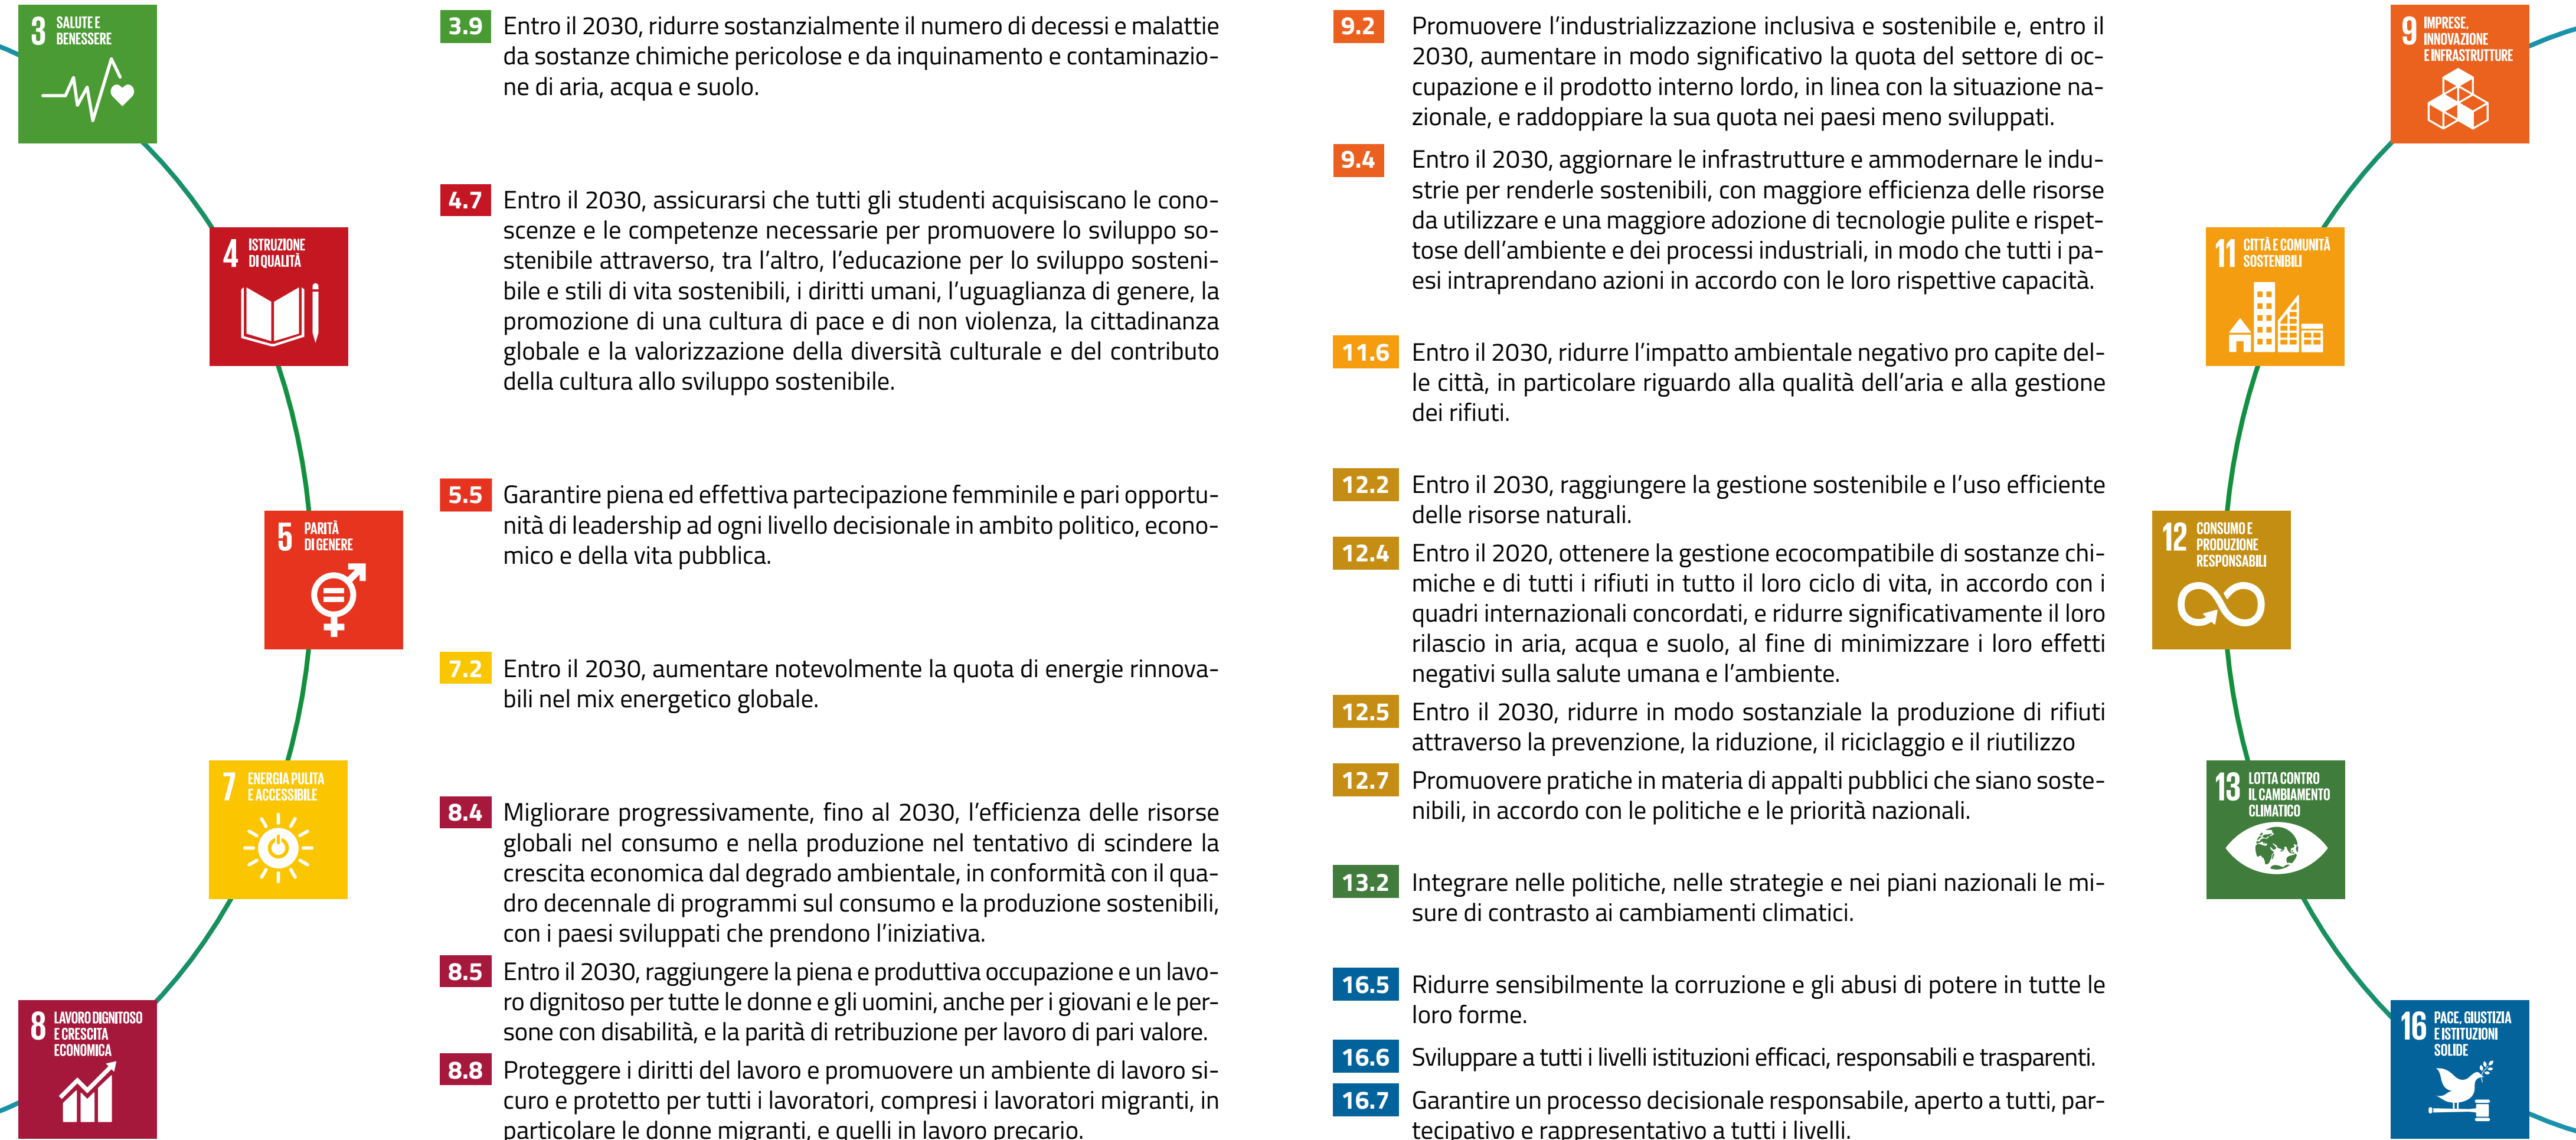 3 SALUTE E
BENESSERE
3.9 Entro il 2030, ridurre sostanzialmente il numero di decessi e malattie
da sostanze chimiche pericolose e da inquinamento e contaminazio-
ne di aria, acqua e suolo.
4 ISTRUZIONE
DI QUALITÀ
4.7 Entro il 2030, assicurarsi che tutti gli studenti acquisiscano le cono-
scenze e le competenze necessarie per promuovere lo sviluppo so-
stenibile attraverso, tra l'altro, l'educazione per lo sviluppo sosteni-
bile e stili di vita sostenibili, i diritti umani, l'uguaglianza di genere, la
promozione di una cultura di pace e di non violenza, la cittadinanza
globale e la valorizzazione della diversità culturale e del contributo
della cultura allo sviluppo sostenibile.
5 PARITÀ
DI GENERE
5.5 Garantire piena ed effettiva partecipazione femminile e pari opportu-
nità di leadership ad ogni livello decisionale in ambito politico, econo-
mico e della vita pubblica.
7 ENERGIA PULITA
E ACCESSIBILE
7.2 Entro il 2030, aumentare notevolmente la quota di energie rinnova-
bili nel mix energetico globale.
8 LAVORO DIGNITOSO
E CRESCITA
ECONOMICA
8.4 Migliorare progressivamente, fino al 2030, l'efficienza delle risorse
globali nel consumo e nella produzione nel tentativo di scindere la
crescita economica dal degrado ambientale, in conformità con il qua-
dro decennale di programmi sul consumo e la produzione sostenibili,
con i paesi sviluppati che prendono l'iniziativa.
8.5 Entro il 2030, raggiungere la piena e produttiva occupazione e un lavo-
ro dignitoso per tutte le donne e gli uomini, anche per i giovani e le per-
sone con disabilità, e la parità di retribuzione per lavoro di pari valore.
8.8 Proteggere i diritti del lavoro e promuovere un ambiente di lavoro si-
curo e protetto per tutti i lavoratori, compresi i lavoratori migranti, in
particolare le donne migranti, e quelli in lavoro precario.
9 IMPRESE,
INNOVAZIONE
E INFRASTRUTTURE
9.2 Promuovere l'industrializzazione inclusiva e sostenibile e, entro il
2030, aumentare in modo significativo la quota del settore di oc-
cupazione e il prodotto interno lordo, in linea con la situazione na-
zionale, e raddoppiare la sua quota nei paesi meno sviluppati.
9.4 Entro il 2030, aggiornare le infrastrutture e ammodernare le indu-
strie per renderle sostenibili, con maggiore efficienza delle risorse
da utilizzare e una maggiore adozione di tecnologie pulite e rispet-
tose dell'ambiente e dei processi industriali, in modo che tutti i pa-
esi intraprendano azioni in accordo con le loro rispettive capacità.
11 CITTÀ E COMUNITÀ
SOSTENIBILI
11.6 Entro il 2030, ridurre l'impatto ambientale negativo pro capite del-
le città, in particolare riguardo alla qualità dell'aria e alla gestione
dei rifiuti.
12 CONSUMO E
PRODUZIONE
RESPONSABILI
12.2 Entro il 2030, raggiungere la gestione sostenibile e l'uso efficiente
delle risorse naturali.
12.4 Entro il 2020, ottenere la gestione ecocompatibile di sostanze chi-
miche e di tutti i rifiuti in tutto il loro ciclo di vita, in accordo con i
quadri internazionali concordati, e ridurre significativamente il loro
rilascio in aria, acqua e suolo, al fine di minimizzare i loro effetti
negativi sulla salute umana e l'ambiente.
12.5 Entro il 2030, ridurre in modo sostanziale la produzione di rifiuti
attraverso la prevenzione, la riduzione, il riciclaggio e il riutilizzo
12.7 Promuovere pratiche in materia di appalti pubblici che siano soste-
nibili, in accordo con le politiche e le priorità nazionali.
13 LOTTA CONTRO
IL CAMBIAMENTO
CLIMATICO
13.2 Integrare nelle politiche, nelle strategie e nei piani nazionali le mi-
sure di contrasto ai cambiamenti climatici.
16 PACE, GIUSTIZIA
E ISTITUZIONI
SOLIDE
16.5 Ridurre sensibilmente la corruzione e gli abusi di potere in tutte le
loro forme.
16.6 Sviluppare a tutti i livelli istituzioni efficaci, responsabili e trasparenti.
16.7 Garantire un processo decisionale responsabile, aperto a tutti, par-
tecipativo e rappresentativo a tutti i livelli.